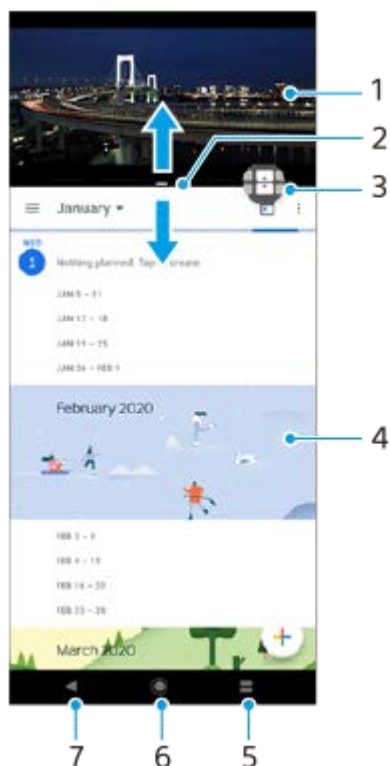 1
2
3
January
WED
1
Nothing planned. Tap to create.
JAN 5 – 11
JAN 12 – 18
JAN 19 – 25
JAN 26 – FEB 1
February 2020
4
FEB 2 – 8
FEB 9 – 15
FEB 16 – 22
FEB 23 – 29
March 2020
7
6
5